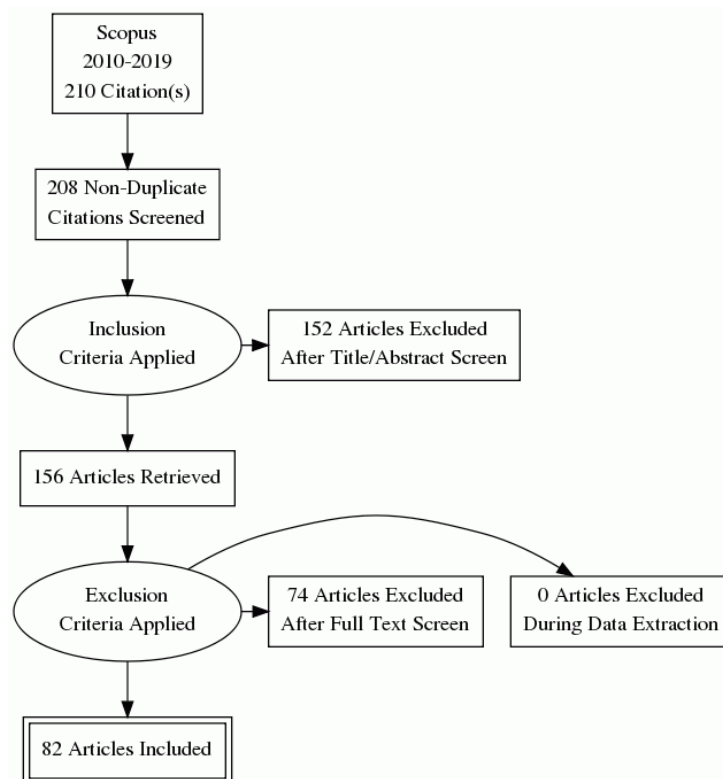 Scopus
2010-2019
210 Citation(s)
208 Non-Duplicate
Citations Screened
Inclusion
Criteria Applied
152 Articles Excluded
After Title/Abstract Screen
156 Articles Retrieved
Exclusion
Criteria Applied
74 Articles Excluded
After Full Text Screen
0 Articles Excluded
During Data Extraction
82 Articles Included